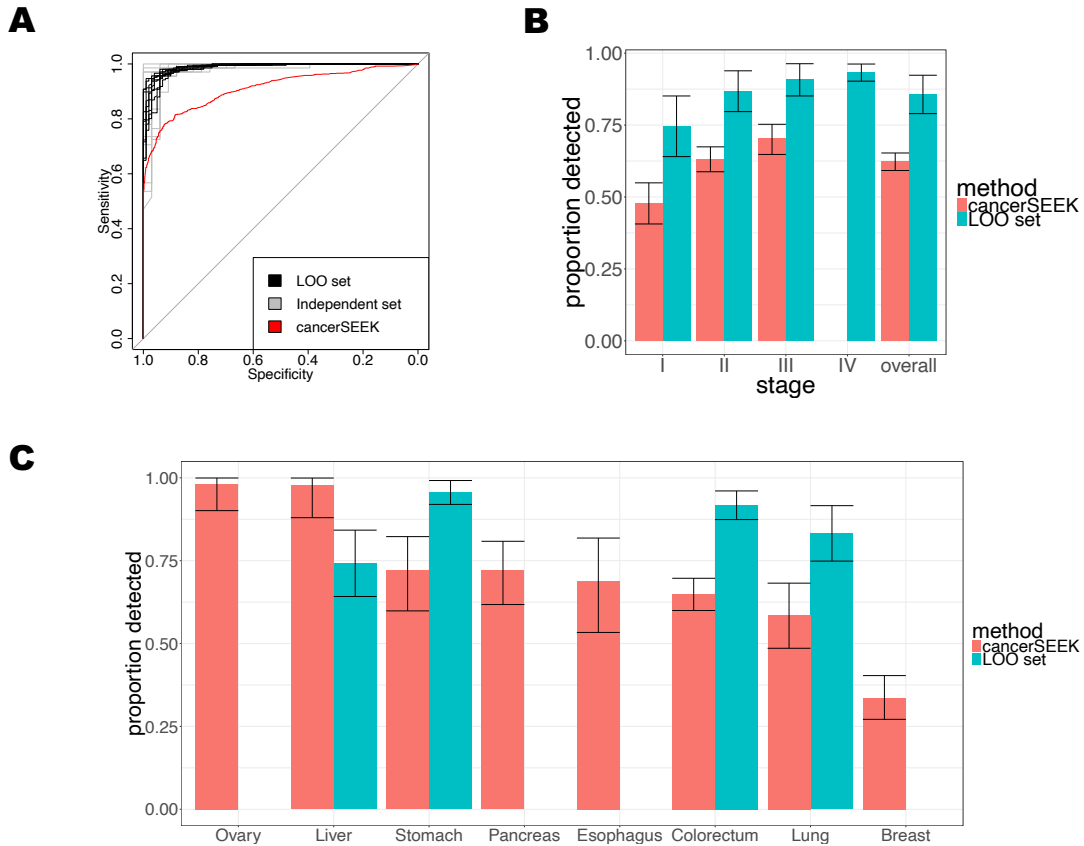 A
1.0
0.8
0.6
0.4
0.2
0.0
Sensitivity
LOO set
Independent set
cancerSEEK
1.0 0.8 0.6 0.4 0.2 0.0
Specificity
B
1.00
0.75
0.50
0.25
0.00
proportion detected
I II III IV overall
stage
method
cancerSEEK
LOO set
C
1.00
0.75
0.50
0.25
0.00
proportion detected
Ovary Liver Stomach Pancreas Esophagus Colorectum Lung Breast
method
cancerSEEK
LOO set